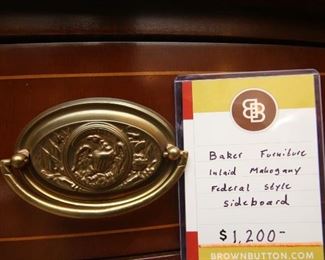 BB
Baker Furniture
Inlaid Mahogany
Federal Style
Sideboard
$1,200-
BROWNBUTTON.COM